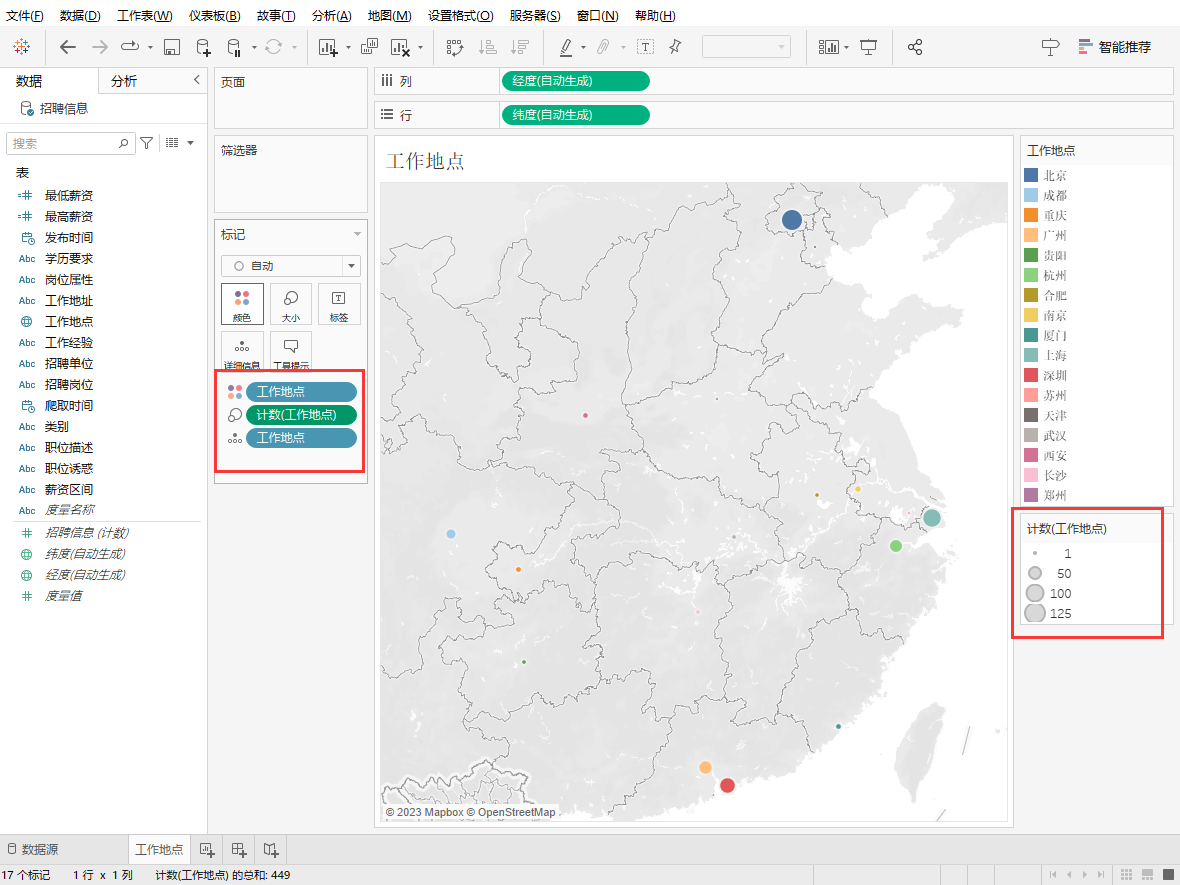 文件(F) 数据(D) 工作表(W) 仪表板(B) 故事(T) 分析(A) 地图(M) 设置格式(O) 服务器(S) 窗口(N) 帮助(H)
智能推荐
数据 分析
招聘信息
搜索
表
最低薪资
最高薪资
发布时间
Abc 学历要求
Abc 岗位属性
Abc 工作地址
工作地点
Abc 工作经验
Abc 招聘单位
Abc 招聘岗位
爬取时间
Abc 类别
Abc 职位描述
Abc 职位诱惑
Abc 薪资区间
Abc 度量名称
招聘信息 (计数)
纬度(自动生成)
经度(自动生成)
度量值
页面
筛选器
标记
自动
颜色 大小 标签
详细信息 工具提示
工作地点
计数(工作地点)
工作地点
列 经度(自动生成)
行 纬度(自动生成)
工作地点
© 2023 Mapbox © OpenStreetMap
工作地点
北京
成都
重庆
广州
贵阳
杭州
合肥
南京
厦门
上海
深圳
苏州
天津
武汉
西安
长沙
郑州
计数(工作地点)
1
50
100
125
数据源 工作地点
17 个标记 1 行 x 1 列 计数(工作地点) 的总和: 449